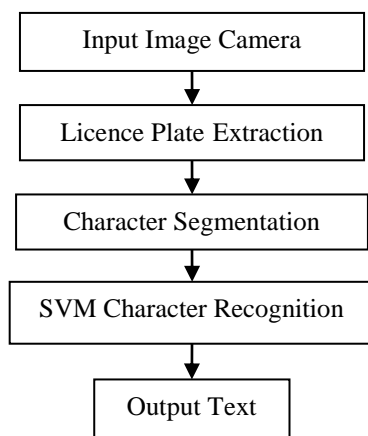 Input Image Camera
Licence Plate Extraction
Character Segmentation
SVM Character Recognition
Output Text